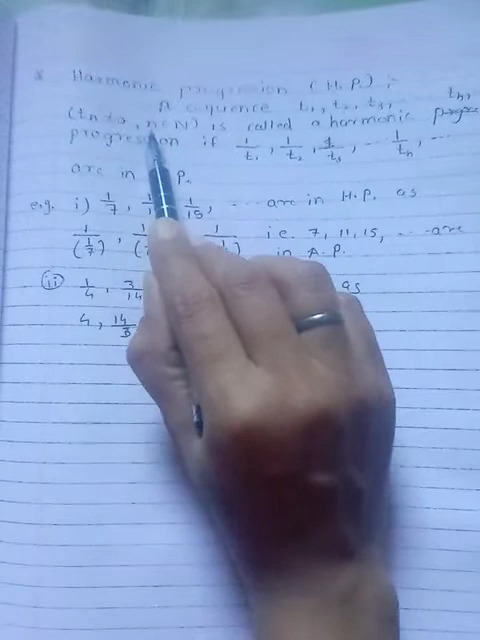 * Harmonic progression (H.P.) :-
A sequence t₁, t₂, t₃, tₙ,
(tₙ ≠ 0, n∈N) is called a harmonic
progression if 1/t₁, 1/t₂, 1/t₃, ... 1/tₙ, ...
are in P.
e.g. i) 1/7, 1/15, ... are in H.P. as
1/(1/7), i.e. 7, 11, 15, ... are
in A.P.
(ii) 1/4, 3/14 as
4, 14/3